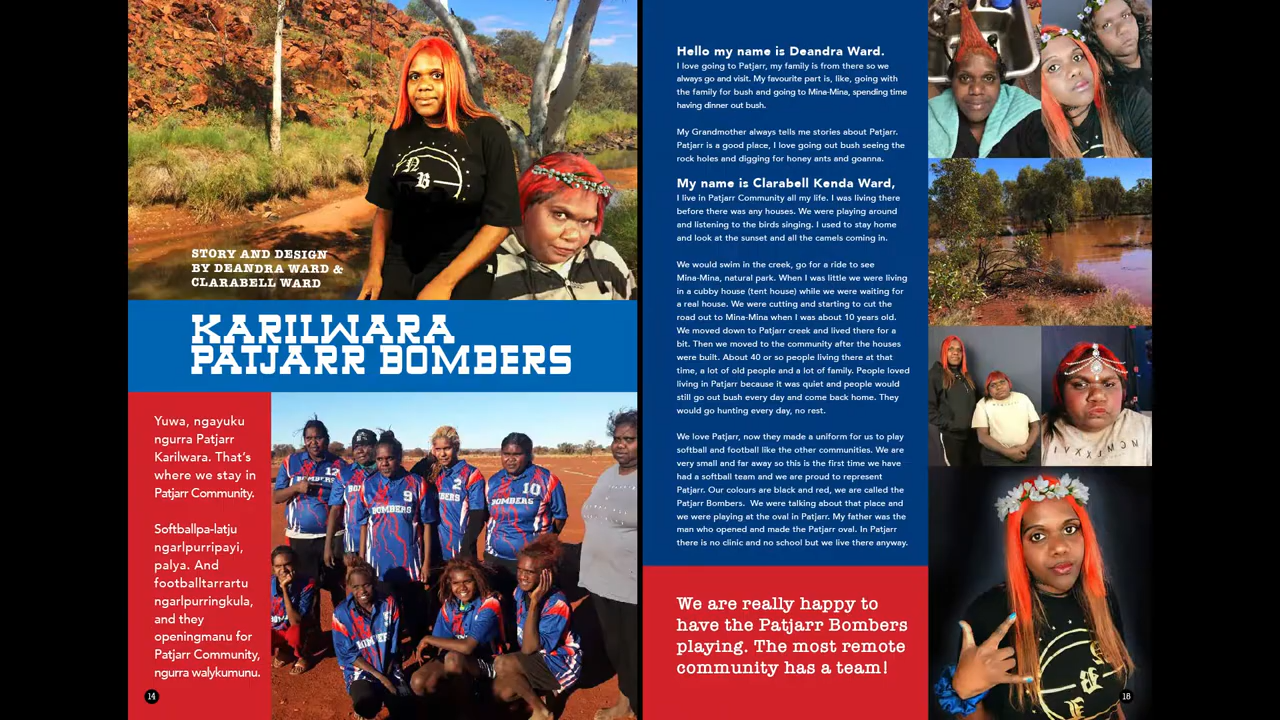 STORY AND DESIGN
BY DEANDRA WARD &
CLARABELL WARD
KARILWARA
PATJARR BOMBERS
Yuwa, ngayuku
ngurra Patjarr
Karilwara. That's
where we stay in
Patjarr Community.
Softballpa-latju
ngarlpurripayi,
palya. And
footballtarrartu
ngarlpurringkula,
and they
openingmanu for
Patjarr Community,
ngurra walykumunu.
12
BOMBERS
9
BOMBERS
2
BOMBERS
10
BOMBERS
14
Hello my name is Deandra Ward.
I love going to Patjarr, my family is from there so we
always go and visit. My favourite part is, like, going with
the family for bush and going to Mina-Mina, spending time
having dinner out bush.
My Grandmother always tells me stories about Patjarr.
Patjarr is a good place, I love going out bush seeing the
rock holes and digging for honey ants and goanna.
My name is Clarabell Kenda Ward,
I live in Patjarr Community all my life. I was living there
before there was any houses. We were playing around
and listening to the birds singing. I used to stay home
and look at the sunset and all the camels coming in.
We would swim in the creek, go for a ride to see
Mina-Mina, natural park. When I was little we were living
in a cubby house (tent house) while we were waiting for
a real house. We were cutting and starting to cut the
road out to Mina-Mina when I was about 10 years old.
We moved down to Patjarr creek and lived there for a
bit. Then we moved to the community after the houses
were built. About 40 or so people living there at that
time, a lot of old people and a lot of family. People loved
living in Patjarr because it was quiet and people would
still go out bush every day and come back home. They
would go hunting every day, no rest.
We love Patjarr, now they made a uniform for us to play
softball and football like the other communities. We are
very small and far away so this is the first time we have
had a softball team and we are proud to represent
Patjarr. Our colours are black and red, we are called the
Patjarr Bombers. We were talking about that place and
we were playing at the oval in Patjarr. My father was the
man who opened and made the Patjarr oval. In Patjarr
there is no clinic and no school but we live there anyway.
We are really happy to
have the Patjarr Bombers
playing. The most remote
community has a team!
18